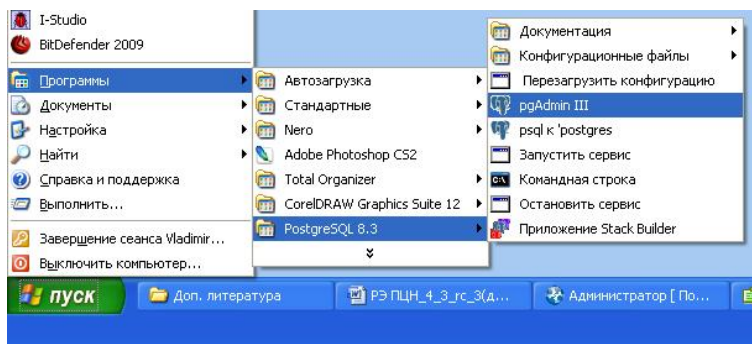 I-Studio
BitDefender 2009
Программы
Документы
Настройка
Найти
Справка и поддержка
Выполнить...
Завершение сеанса Vladimir...
Выключить компьютер...
Автозагрузка
Стандартные
Nero
Adobe Photoshop CS2
Total Organizer
CorelDRAW Graphics Suite 12
PostgreSQL 8.3
Документация
Конфигурационные файлы
Перезагрузить конфигурацию
pgAdmin III
psql к 'postgres
Запустить сервис
Командная строка
Остановить сервис
Приложение Stack Builder
пуск
Доп. литература
РЭ ПЦН_4_3_rc_3(д...
Администратор [ По...